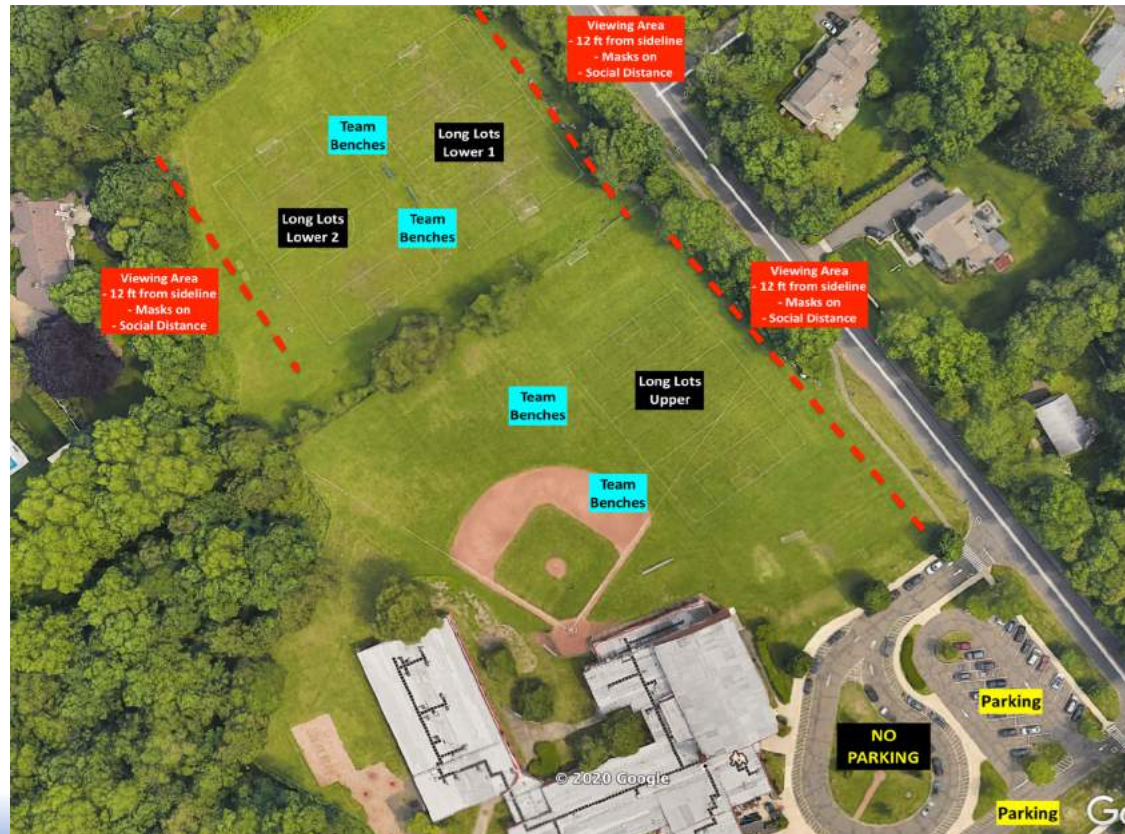 Viewing Area
- 12 ft from sideline
- Masks on
- Social Distance
Team
Benches
Long Lots
Lower 1
Long Lots
Lower 2
Team
Benches
Viewing Area
- 12 ft from sideline
- Masks on
- Social Distance
Viewing Area
- 12 ft from sideline
- Masks on
- Social Distance
Team
Benches
Long Lots
Upper
Team
Benches
Parking
NO
PARKING
© 2020 Google
Parking